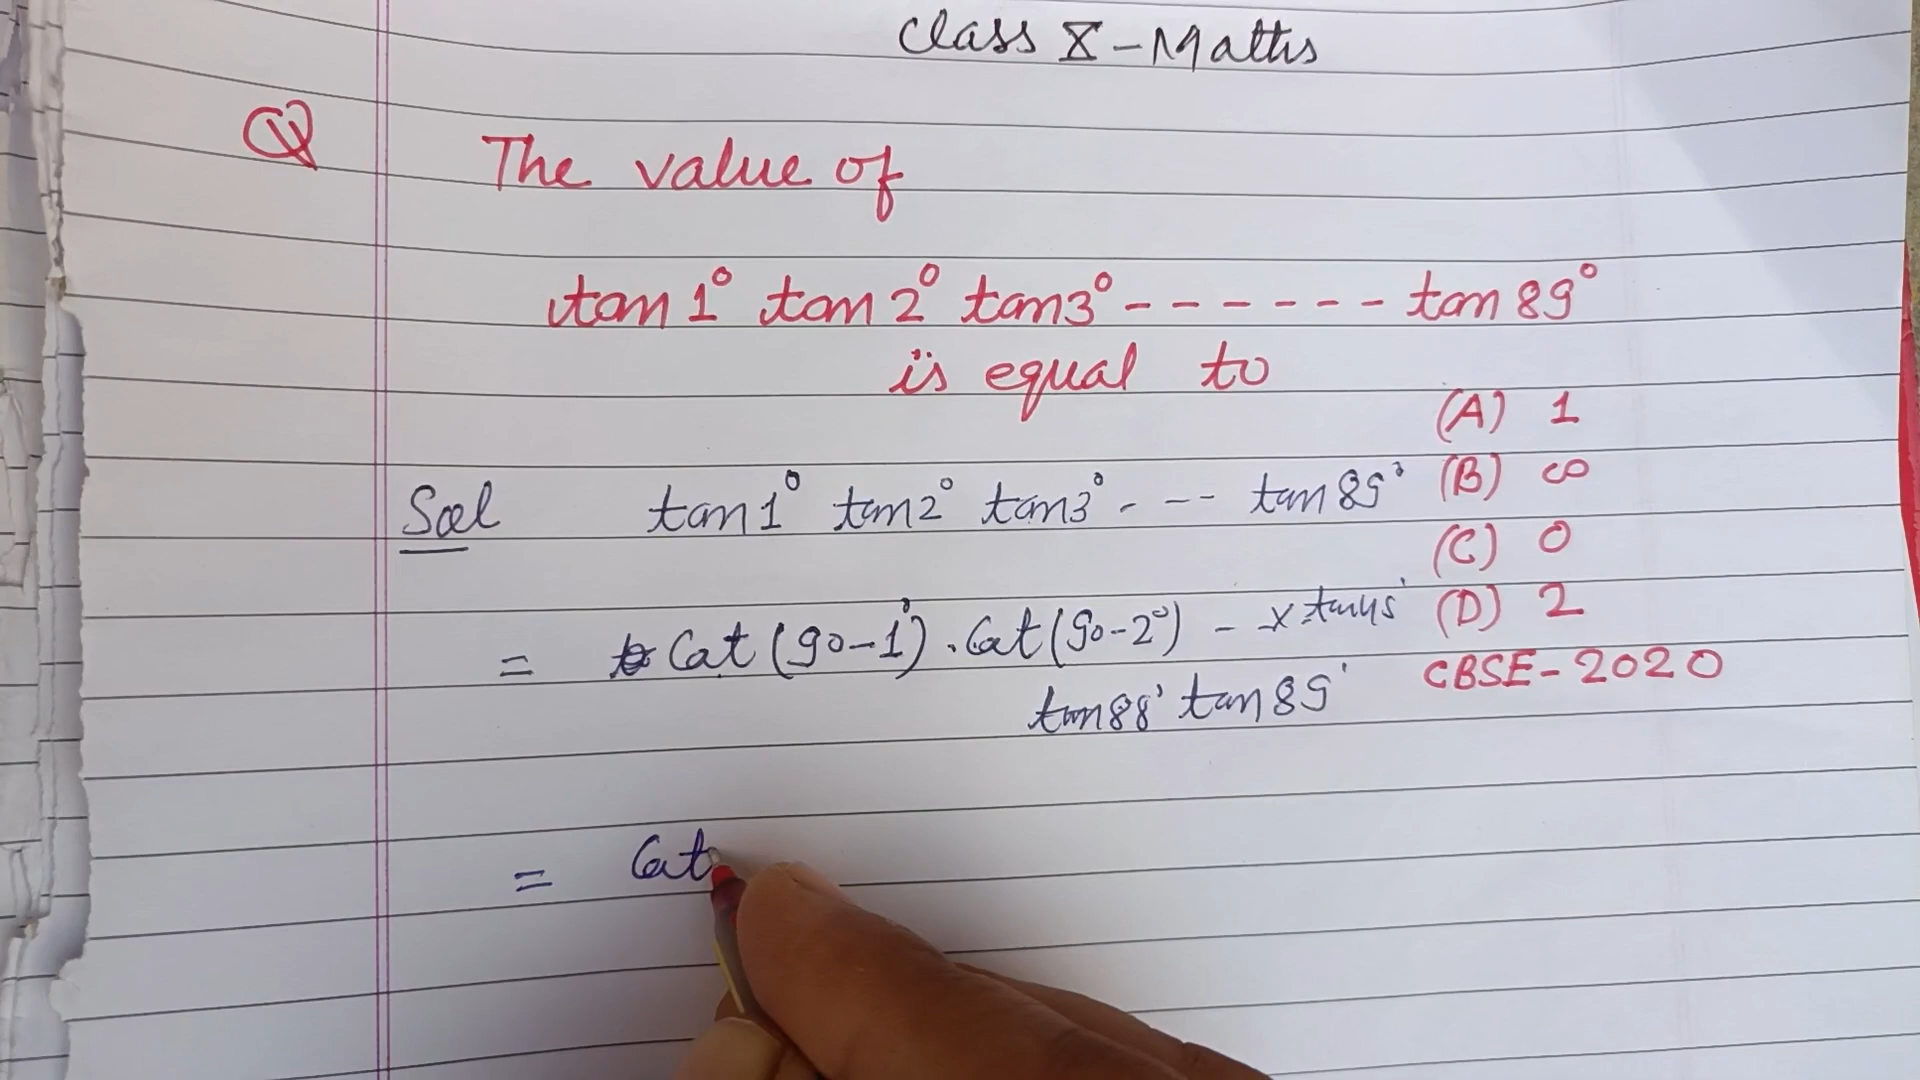 Class X - Maths
Q The value of
tan 1° tan 2° tan 3° - - - - - - - tan 89°
is equal to
(A) 1
Sol tan 1° tan 2° tan 3° - -- tan 89° (B) ∞
(C) 0
= Cot (90-1°) . Cot (90-2°) - - x tan 45° (D) 2
tan 88° tan 89° CBSE - 2020
= Cot